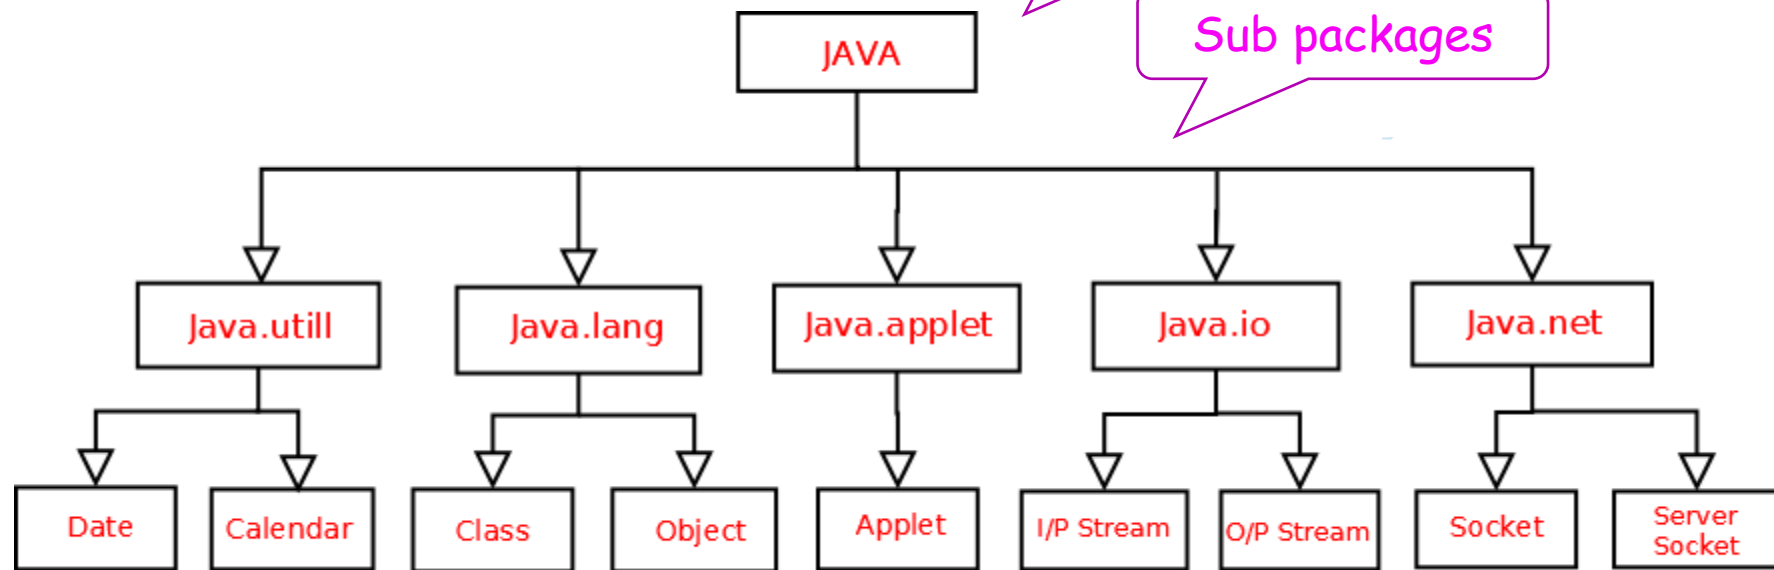 Sub packages
JAVA
Java.utill
Java.lang
Java.applet
Java.io
Java.net
Date
Calendar
Class
Object
Applet
I/P Stream
O/P Stream
Socket
Server
Socket